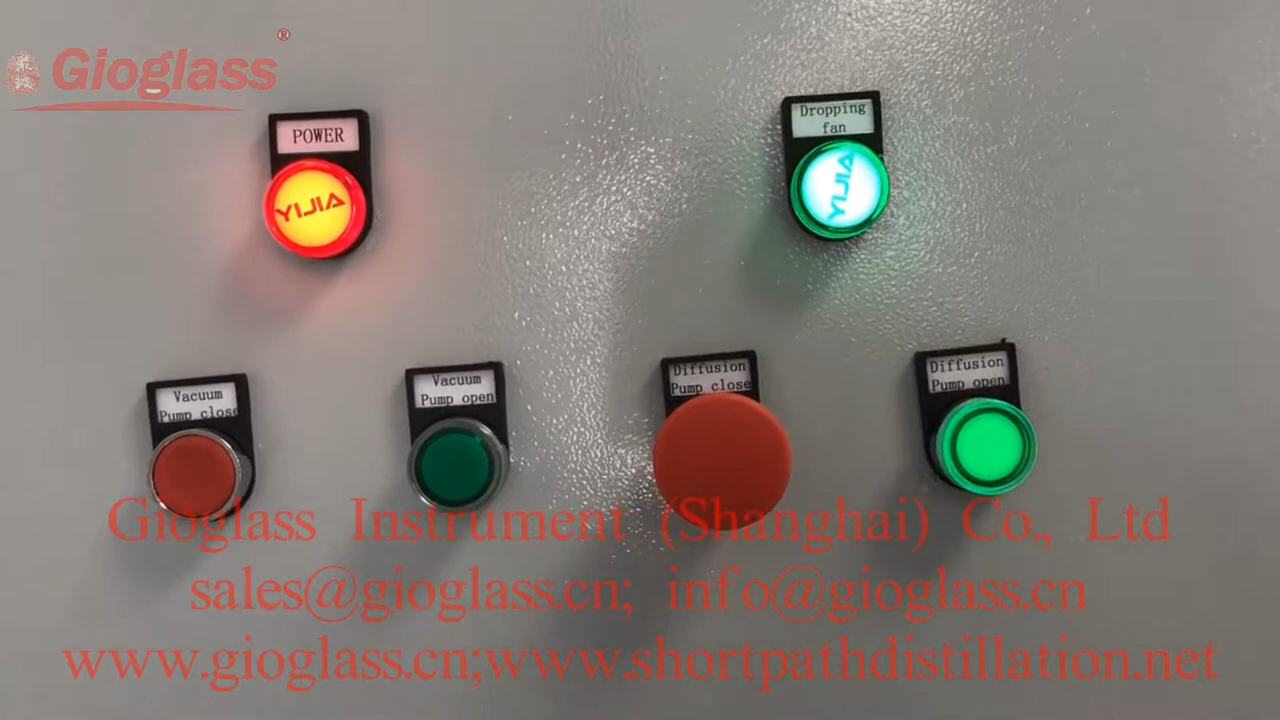 Gioglass®
POWER
YIJIA
Dropping
fan
YIJIA
Vacuum
Pump close
Vacuum
Pump open
Diffusion
Pump close
Diffusion
Pump open
Gioglass Instrument (Shanghai) Co., Ltd
sales@gioglass.cn; info@gioglass.cn
www.gioglass.cn;www.shortpathdistillation.net